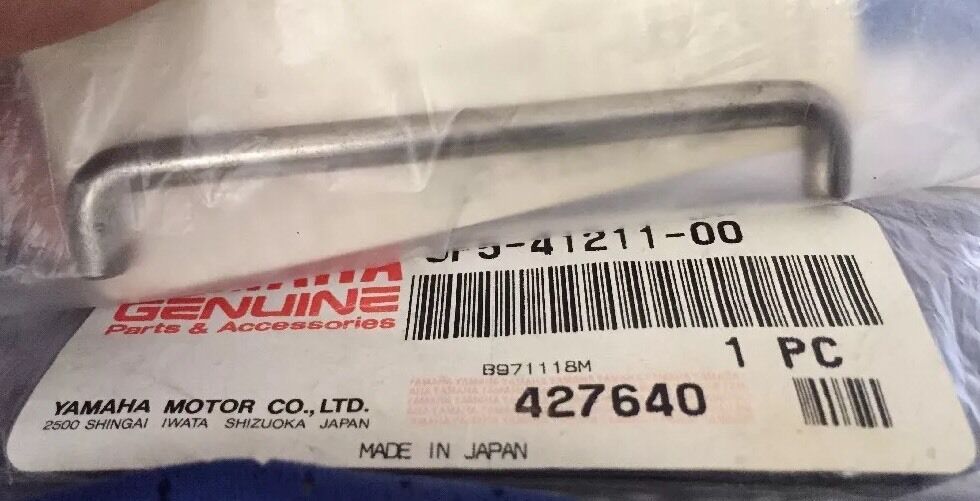 -41211-00
YAMAHA
GENUINE
Parts & Accessories
1 PC
B971118M
427640
YAMAHA MOTOR CO.,LTD.
2500 SHINGAI IWATA SHIZUOKA JAPAN
MADE IN JAPAN